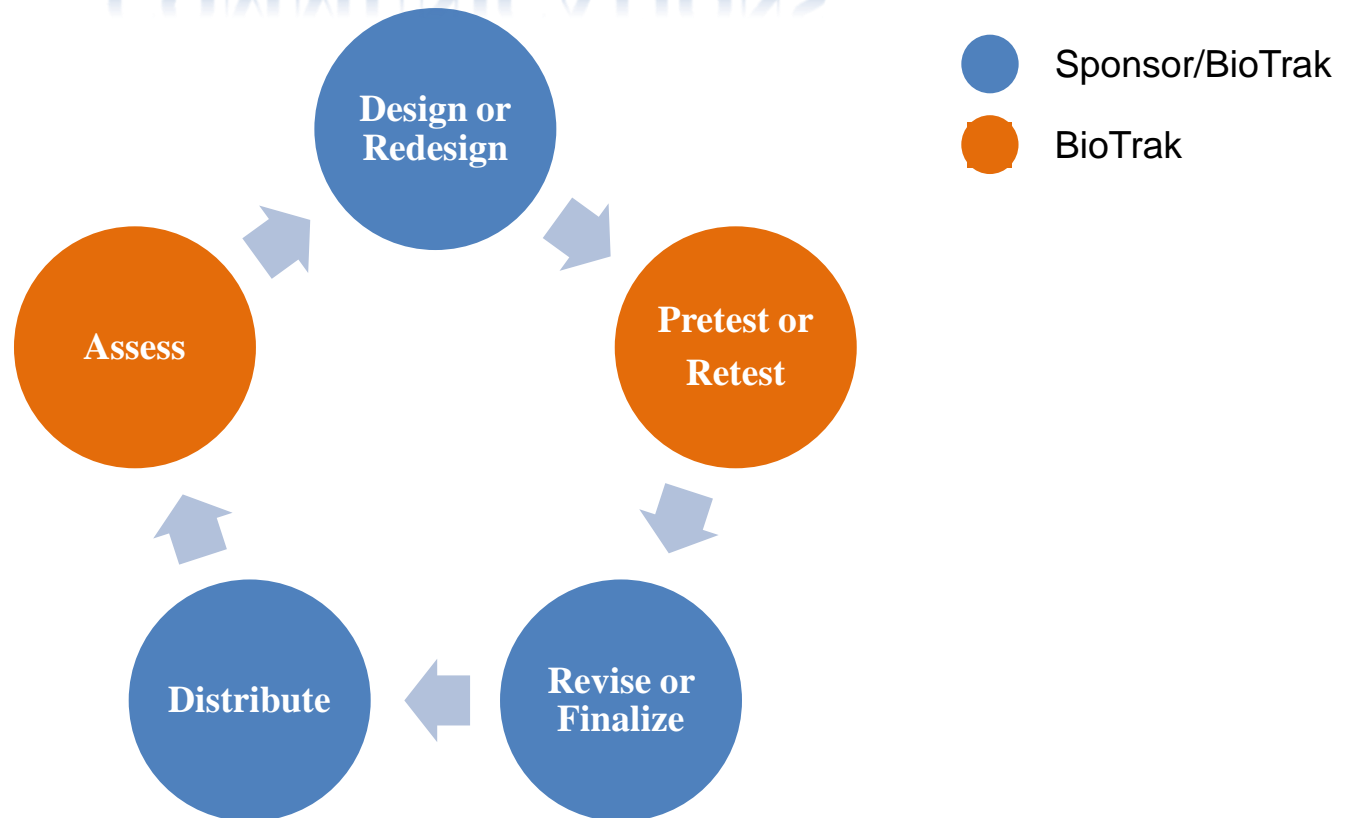 Design or
Redesign
Pretest or
Retest
Revise or
Finalize
Distribute
Assess
Sponsor/BioTrak
BioTrak